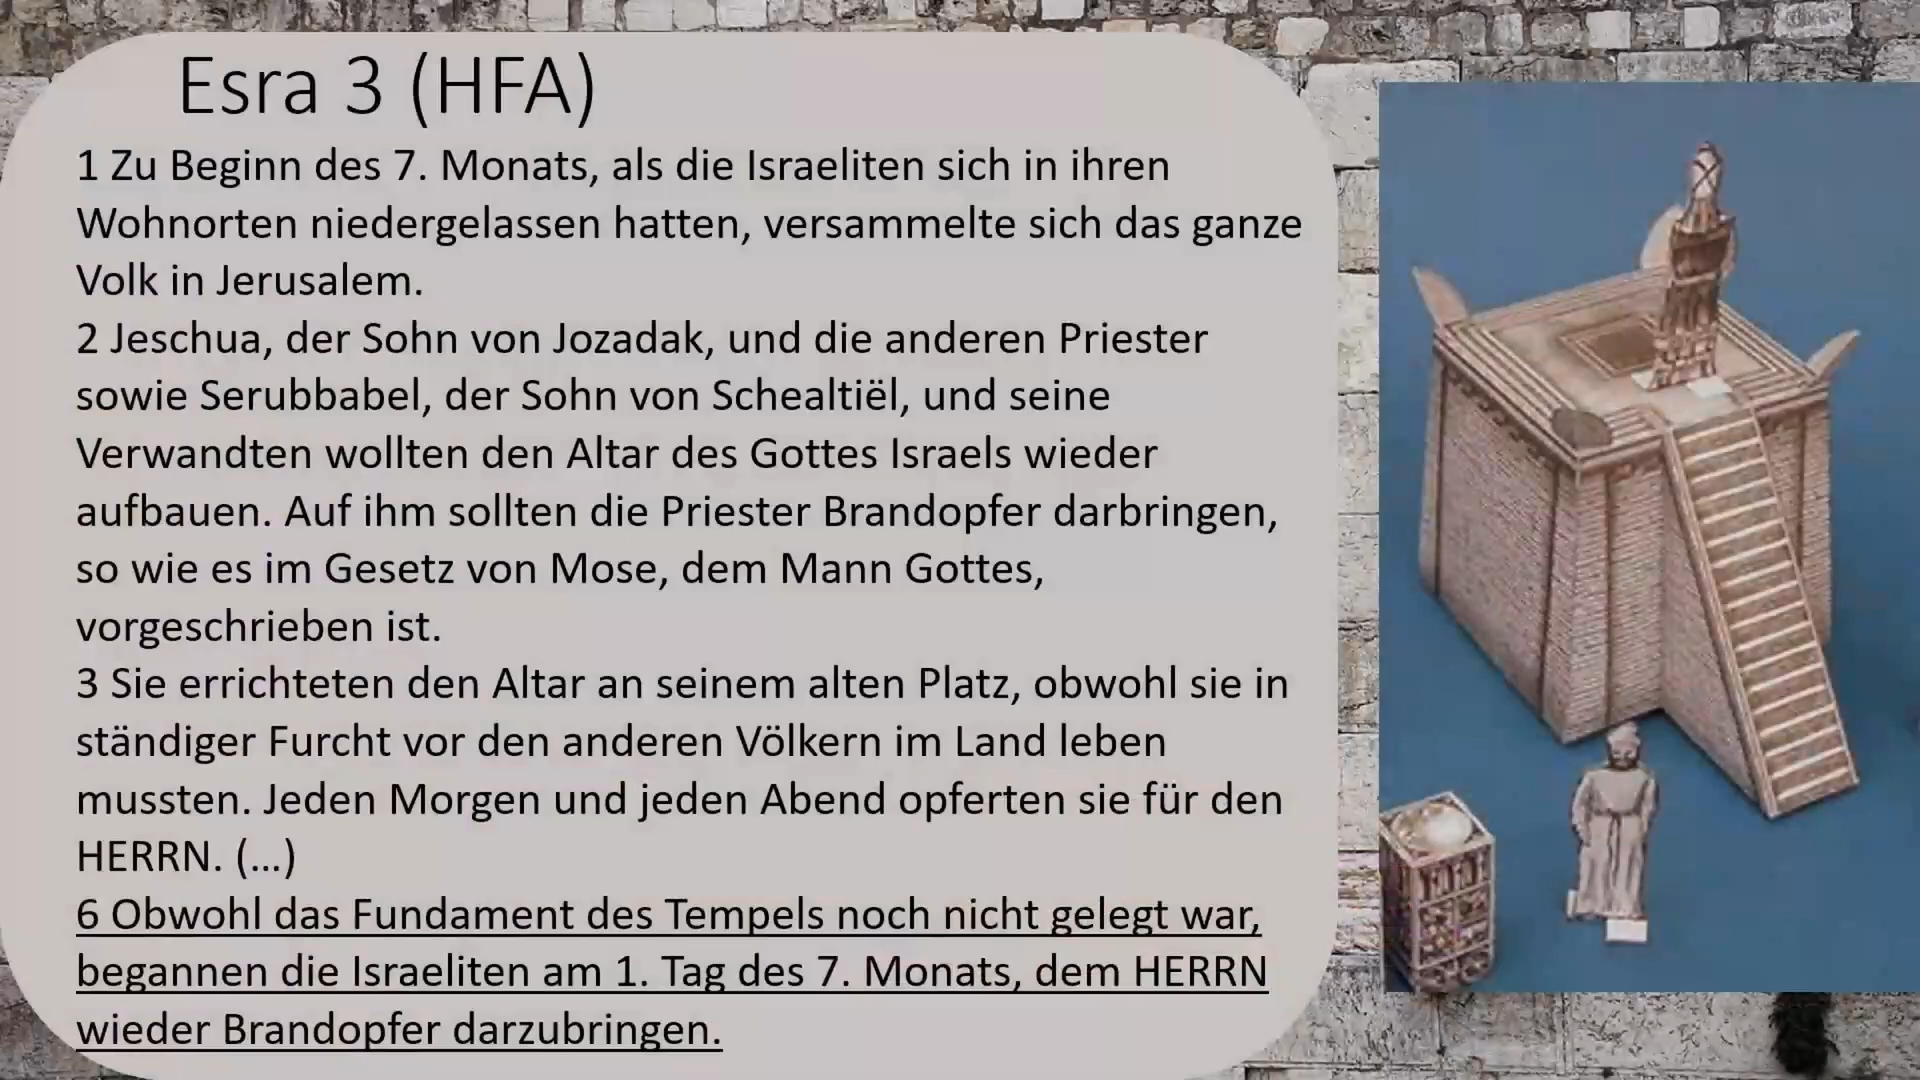 Esra 3 (HFA)
1 Zu Beginn des 7. Monats, als die Israeliten sich in ihren
Wohnorten niedergelassen hatten, versammelte sich das ganze
Volk in Jerusalem.
2 Jeschua, der Sohn von Jozadak, und die anderen Priester
sowie Serubbabel, der Sohn von Schealtiël, und seine
Verwandten wollten den Altar des Gottes Israels wieder
aufbauen. Auf ihm sollten die Priester Brandopfer darbringen,
so wie es im Gesetz von Mose, dem Mann Gottes,
vorgeschrieben ist.
3 Sie errichteten den Altar an seinem alten Platz, obwohl sie in
ständiger Furcht vor den anderen Völkern im Land leben
mussten. Jeden Morgen und jeden Abend opferten sie für den
HERRN. (...)
6 Obwohl das Fundament des Tempels noch nicht gelegt war,
begannen die Israeliten am 1. Tag des 7. Monats, dem HERRN
wieder Brandopfer darzubringen.